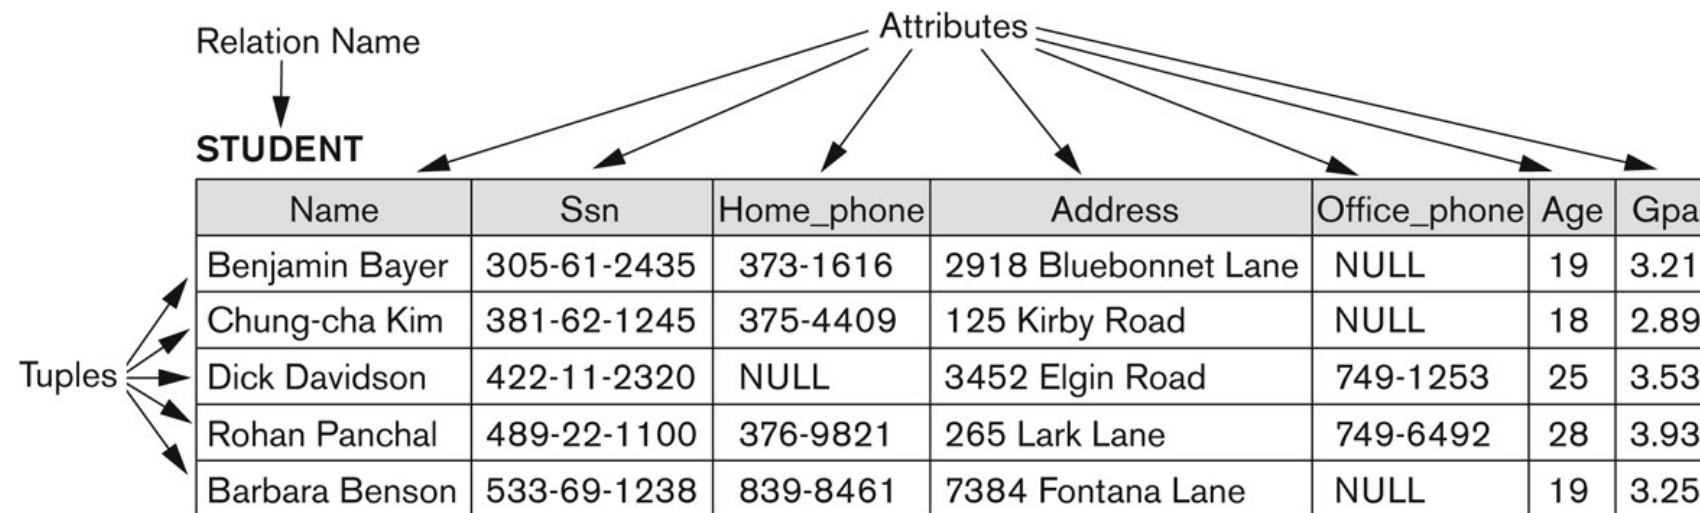 Attributes
Relation Name
STUDENT
Name Ssn Home_phone Address Office_phone Age Gpa
Benjamin Bayer 305-61-2435 373-1616 2918 Bluebonnet Lane NULL 19 3.21
Chung-cha Kim 381-62-1245 375-4409 125 Kirby Road NULL 18 2.89
Tuples
Dick Davidson 422-11-2320 NULL 3452 Elgin Road 749-1253 25 3.53
Rohan Panchal 489-22-1100 376-9821 265 Lark Lane 749-6492 28 3.93
Barbara Benson 533-69-1238 839-8461 7384 Fontana Lane NULL 19 3.25